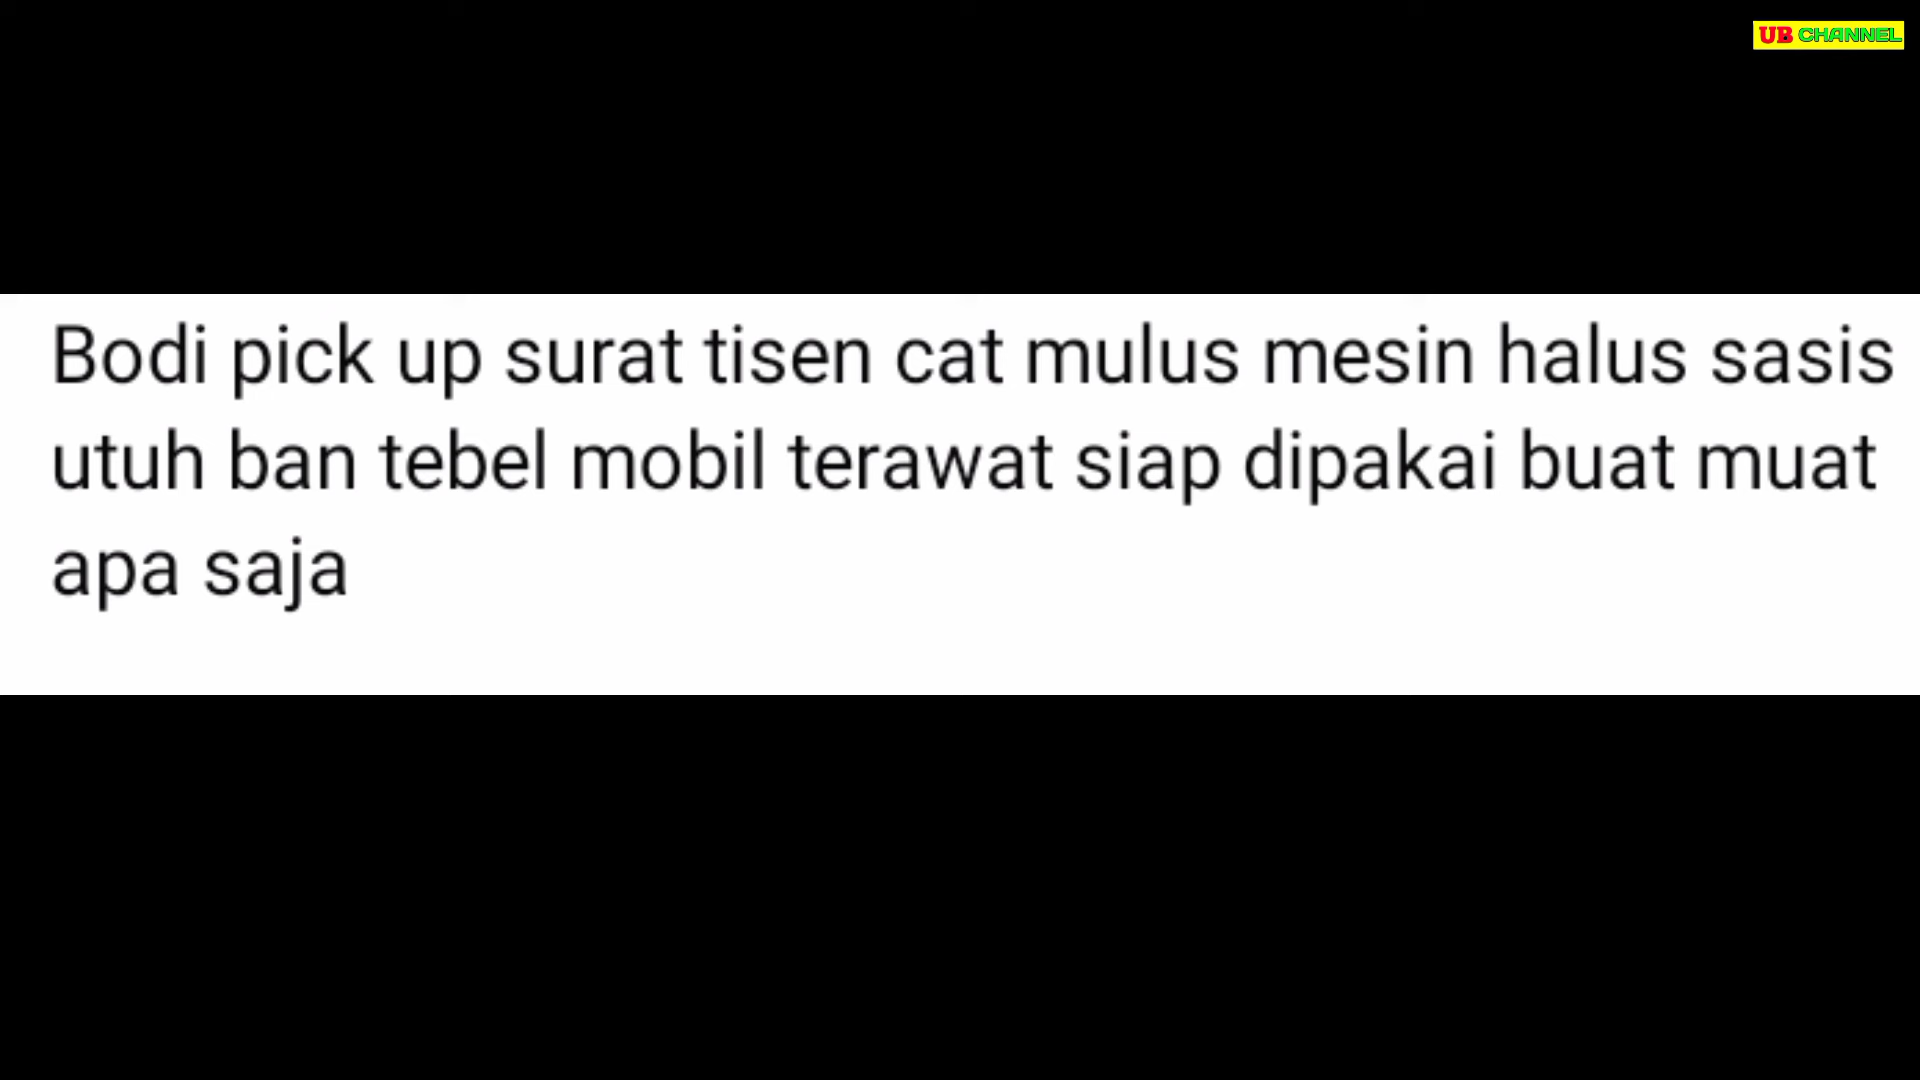 UB CHANNEL
Bodi pick up surat tisen cat mulus mesin halus sasis
utuh ban tebel mobil terawat siap dipakai buat muat
apa saja